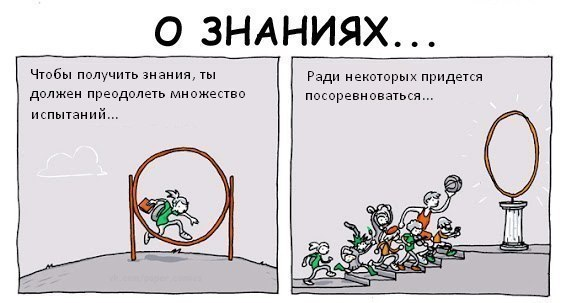 О ЗНАНИЯХ...
Чтобы получить знания, ты
должен преодолеть множество
испытаний...
Ради некоторых придется
посоревноваться...